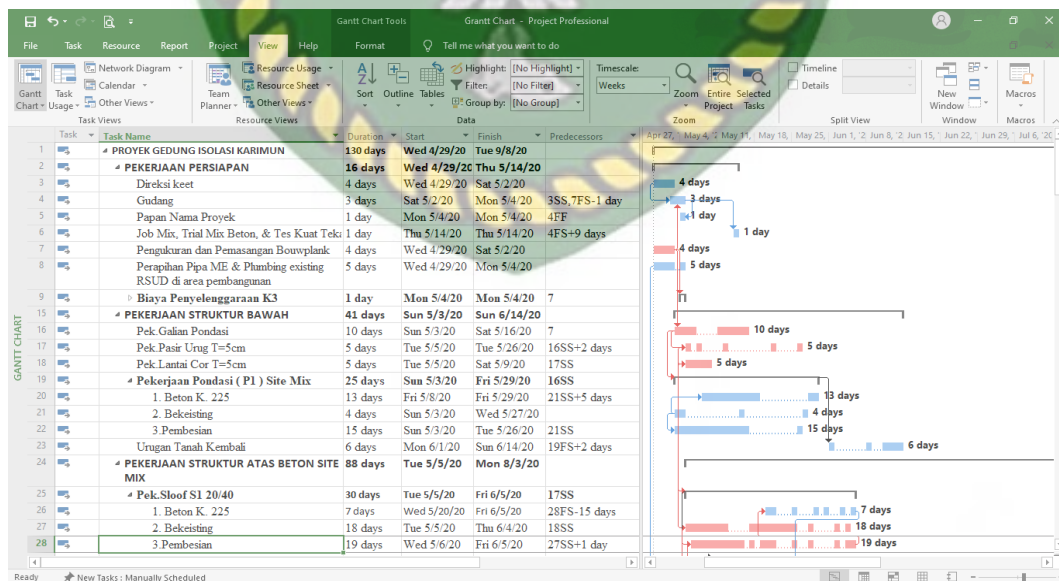 Gantt Chart Tools
Grantt Chart - Project Professional
File Task Resource Report Project View Help Format Tell me what you want to do
Gantt Chart
Task Usage
Network Diagram
Calendar
Other Views
Task Views
Team Planner
Resource Usage
Resource Sheet
Other Views
Resource Views
Sort
Outline
Tables
Highlight: [No Highlight]
Filter: [No Filter]
Group by: [No Group]
Data
Timescale:
Weeks
Zoom
Entire Project
Selected Tasks
Zoom
Timeline
Details
Split View
New Window
Window
Macros
Macros
Task Task Name Duration Start Finish Predecessors
Apr 27, May 4, '2 May 11, May 18, May 25, Jun 1, '2 Jun 8, '2 Jun 15, Jun 22, Jun 29, Jul 6, '20
1 PROYEK GEDUNG ISOLASI KARIMUN 130 days Wed 4/29/20 Tue 9/8/20
2 PEKERJAAN PERSIAPAN 16 days Wed 4/29/20 Thu 5/14/20
3 Direksi keet 4 days Wed 4/29/20 Sat 5/2/20 4 days
4 Gudang 3 days Sat 5/2/20 Mon 5/4/20 3SS,7FS-1 day 3 days
5 Papan Nama Proyek 1 day Mon 5/4/20 Mon 5/4/20 4FF 1 day
6 Job Mix, Trial Mix Beton, & Tes Kuat Teka 1 day Thu 5/14/20 Thu 5/14/20 4FS+9 days 1 day
7 Pengukuran dan Pemasangan Bouwplank 4 days Wed 4/29/20 Sat 5/2/20 4 days
8 Perapihan Pipa ME & Plumbing existing RSUD di area pembangunan 5 days Wed 4/29/20 Mon 5/4/20 5 days
9 Biaya Penyelenggaraan K3 1 day Mon 5/4/20 Mon 5/4/20 7
15 PEKERJAAN STRUKTUR BAWAH 41 days Sun 5/3/20 Sun 6/14/20
16 Pek.Galian Pondasi 10 days Sun 5/3/20 Sat 5/16/20 7 10 days
17 Pek.Pasir Urug T=5cm 5 days Tue 5/5/20 Tue 5/26/20 16SS+2 days 5 days
18 Pek.Lantai Cor T=5cm 5 days Tue 5/5/20 Sat 5/9/20 17SS 5 days
19 Pekerjaan Pondasi ( P1 ) Site Mix 25 days Sun 5/3/20 Fri 5/29/20 16SS
20 1. Beton K. 225 13 days Fri 5/8/20 Fri 5/29/20 21SS+5 days 13 days
21 2. Bekeisting 4 days Sun 5/3/20 Wed 5/27/20 4 days
22 3.Pembesian 15 days Sun 5/3/20 Tue 5/26/20 21SS 15 days
23 Urugan Tanah Kembali 6 days Mon 6/1/20 Sun 6/14/20 19FS+2 days 6 days
24 PEKERJAAN STRUKTUR ATAS BETON SITE MIX 88 days Tue 5/5/20 Mon 8/3/20
25 Pek.Sloof S1 20/40 30 days Tue 5/5/20 Fri 6/5/20 17SS
26 1. Beton K. 225 7 days Wed 5/20/20 Fri 6/5/20 28FS-15 days 7 days
27 2. Bekeisting 18 days Tue 5/5/20 Thu 6/4/20 18SS 18 days
28 3.Pembesian 19 days Wed 5/6/20 Fri 6/5/20 27SS+1 day 19 days
GANTT CHART
Ready New Tasks : Manually Scheduled